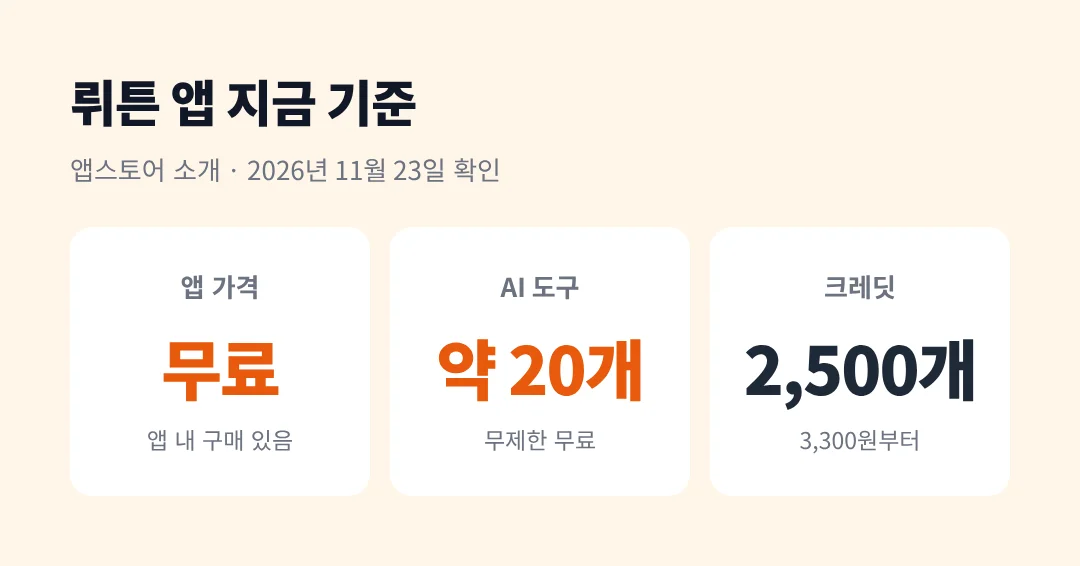 뤼튼 앱 지금 기준
앱스토어 소개 · 2026년 11월 23일 확인
앱 가격
무료
앱 내 구매 있음
AI 도구
약 20개
무제한 무료
크레딧
2,500개
3,300원부터